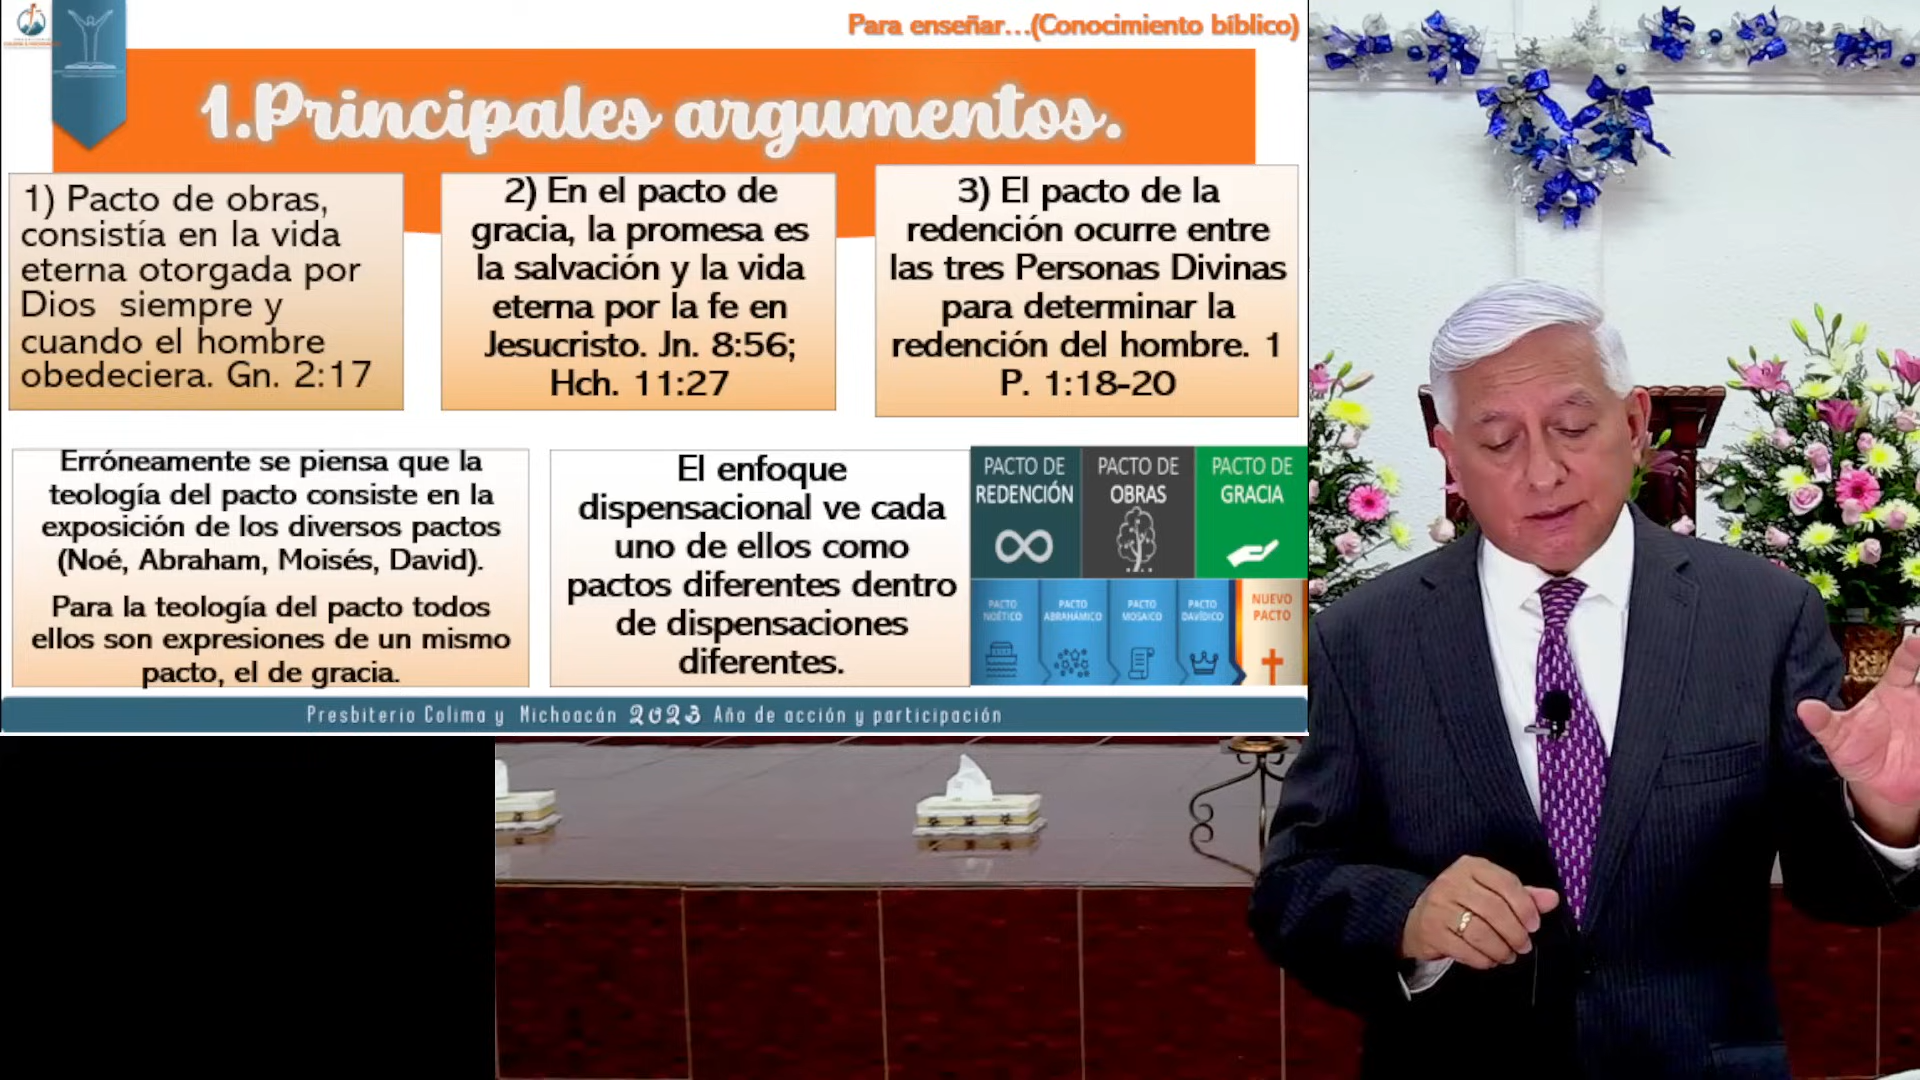 Para enseñar...(Conocimiento bíblico)
1.Principales argumentos.
1) Pacto de obras,
consistía en la vida
eterna otorgada por
Dios siempre y
cuando el hombre
obedeciera. Gn. 2:17
2) En el pacto de
gracia, la promesa es
la salvación y la vida
eterna por la fe en
Jesucristo. Jn. 8:56;
Hch. 11:27
3) El pacto de la
redención ocurre entre
las tres Personas Divinas
para determinar la
redención del hombre. 1
P. 1:18-20
Erróneamente se piensa que la
teología del pacto consiste en la
exposición de los diversos pactos
(Noé, Abraham, Moisés, David).
Para la teología del pacto todos
ellos son expresiones de un mismo
pacto, el de gracia.
El enfoque
dispensacional ve cada
uno de ellos como
pactos diferentes dentro
de dispensaciones
diferentes.
PACTO DE
REDENCIÓN
PACTO DE
OBRAS
PACTO DE
GRACIA
PACTO
NOÉTICO
PACTO
ABRAHÁMICO
PACTO
MOSAICO
PACTO
DAVÍDICO
NUEVO
PACTO
Presbiterio Colima y Michoacán 2023 Año de acción y participación